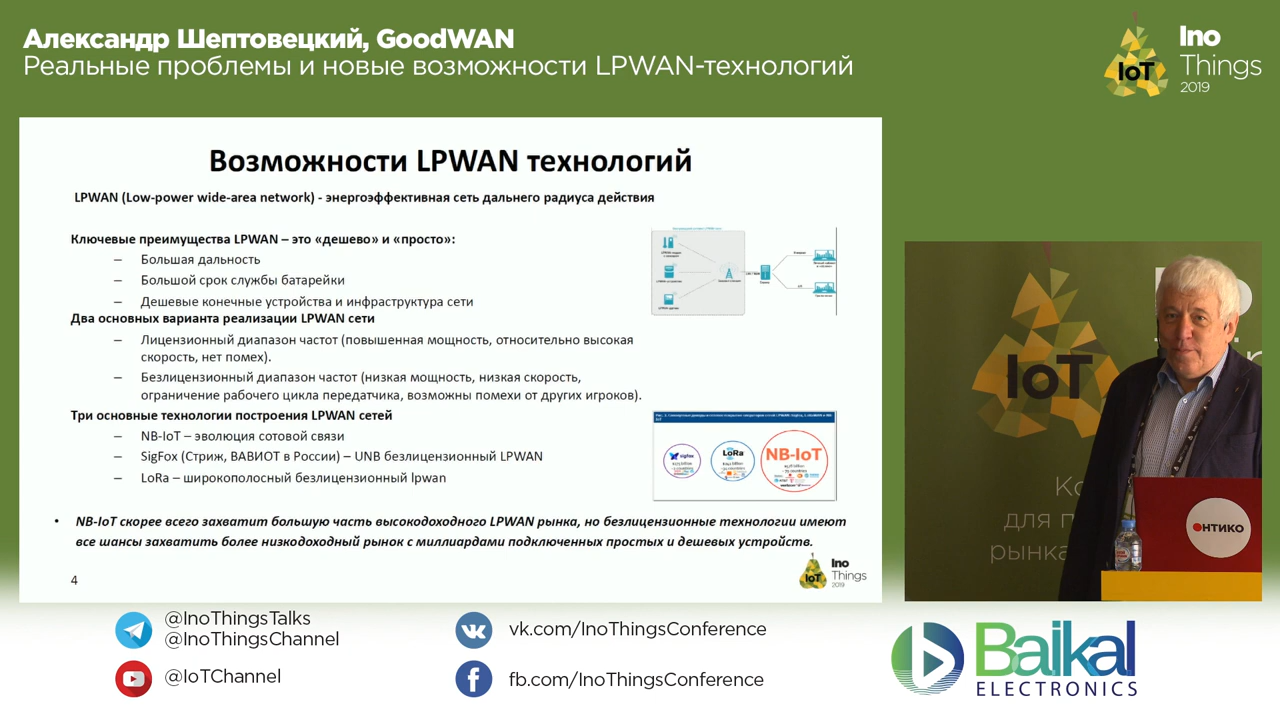 Александр Шептовецкий, GoodWAN
Реальные проблемы и новые возможности LPWAN-технологий
IoT
Ino
Things
2019
Возможности LPWAN технологий
LPWAN (Low-power wide-area network) - энергоэффективная сеть дальнего радиуса действия
Ключевые преимущества LPWAN – это «дешево» и «просто»:
– Большая дальность
– Большой срок службы батарейки
– Дешевые конечные устройства и инфраструктура сети
Два основных варианта реализации LPWAN сети
– Лицензионный диапазон частот (повышенная мощность, относительно высокая
скорость, нет помех).
– Безлицензионный диапазон частот (низкая мощность, низкая скорость,
ограничение рабочего цикла передатчика, возможны помехи от других игроков).
Три основные технологии построения LPWAN сетей
– NB-IoT – эволюция сотовой связи
– SigFox (Стриж, ВАВИОТ в России) – UNB безлицензионный LPWAN
– LoRa – широкополосный безлицензионный lpwan
sigfox
LoRa
NB-IoT
• NB-IoT скорее всего захватит большую часть высокодоходного LPWAN рынка, но безлицензионные технологии имеют
все шансы захватить более низкодоходный рынок с миллиардами подключенных простых и дешевых устройств.
4
IoT
Ino
Things
2019
IoT
Ко
для п
рынка
ОНТИКО
@InoThingsTalks
@InoThingsChannel
@IoTChannel
vk.com/InoThingsConference
fb.com/InoThingsConference
Baikal
ELECTRONICS